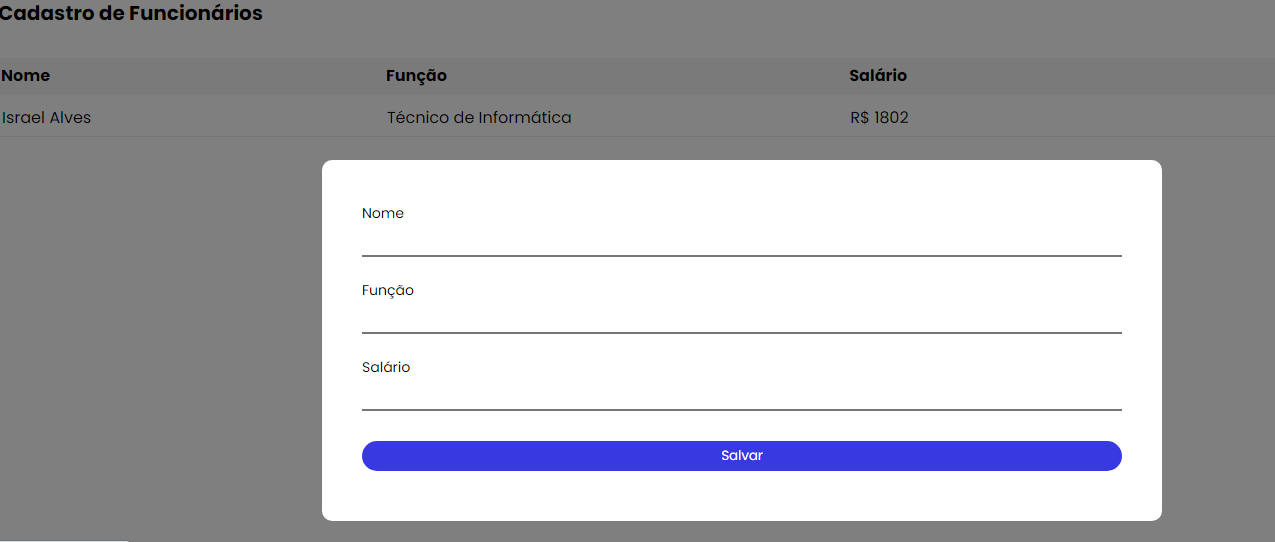 Cadastro de Funcionários
Nome Função Salário
Israel Alves Técnico de Informática R$ 1802
Nome
Função
Salário
Salvar